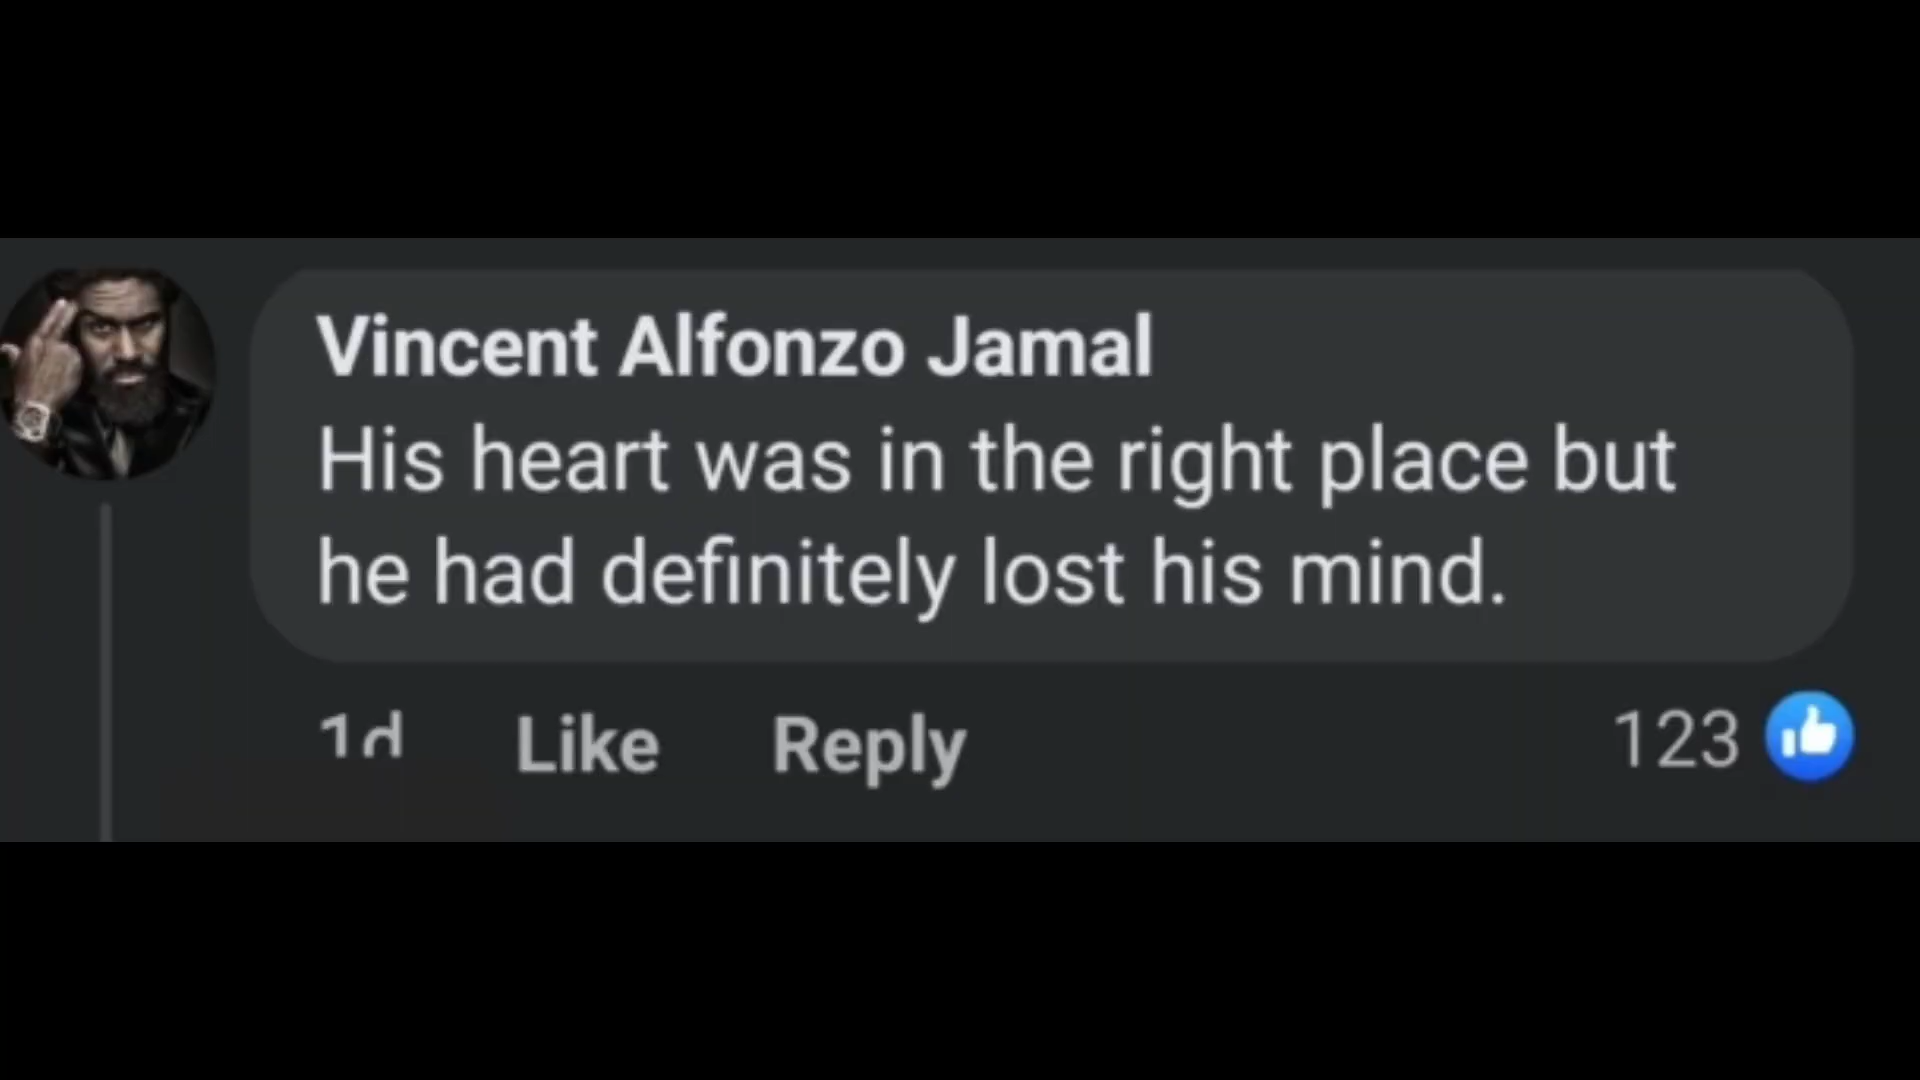 Vincent Alfonzo Jamal
His heart was in the right place but
he had definitely lost his mind.
1d Like Reply 123